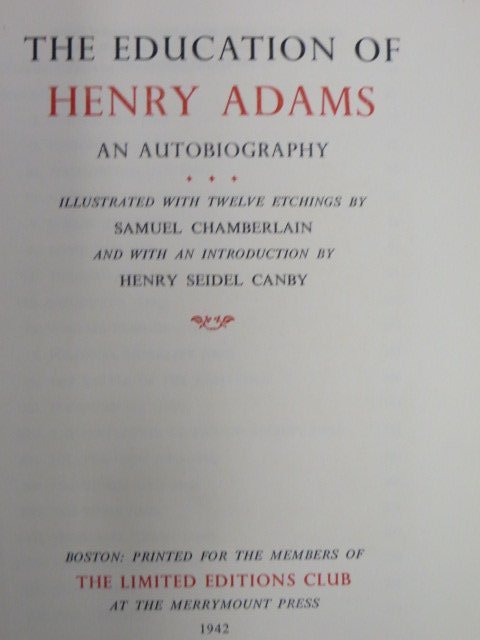 THE EDUCATION OF
HENRY ADAMS
AN AUTOBIOGRAPHY
ILLUSTRATED WITH TWELVE ETCHINGS BY
SAMUEL CHAMBERLAIN
AND WITH AN INTRODUCTION BY
HENRY SEIDEL CANBY
BOSTON: PRINTED FOR THE MEMBERS OF
THE LIMITED EDITIONS CLUB
AT THE MERRYMOUNT PRESS
1942